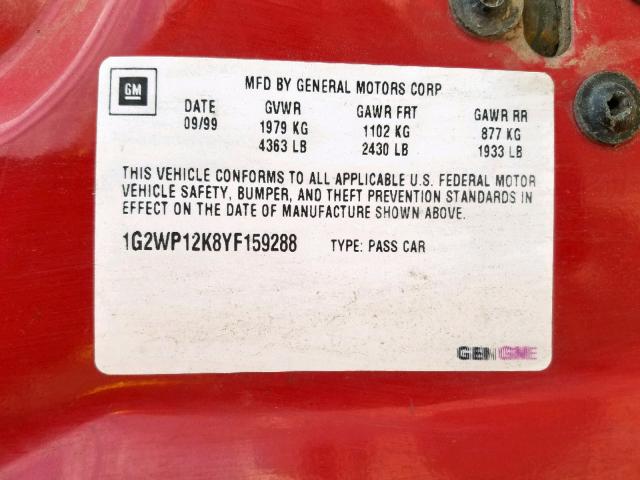 GM
MFD BY GENERAL MOTORS CORP
DATE GVWR GAWR FRT GAWR RR
09/99 1979 KG 1102 KG 877 KG
4363 LB 2430 LB 1933 LB
THIS VEHICLE CONFORMS TO ALL APPLICABLE U.S. FEDERAL MOTOR
VEHICLE SAFETY, BUMPER, AND THEFT PREVENTION STANDARDS IN
EFFECT ON THE DATE OF MANUFACTURE SHOWN ABOVE.
1G2WP12K8YF159288 TYPE: PASS CAR